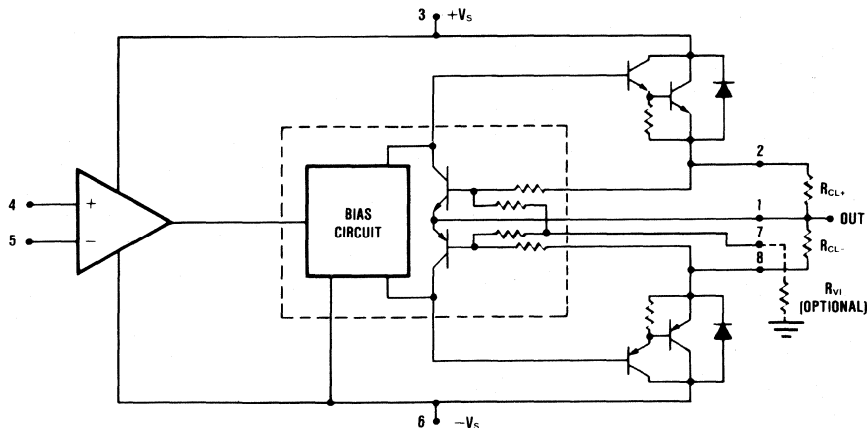 3 +Vs
2
RCL+
4
+
1
OUT
5
−
BIAS
CIRCUIT
7
RCL−
8
RVI
(OPTIONAL)
6 −Vs